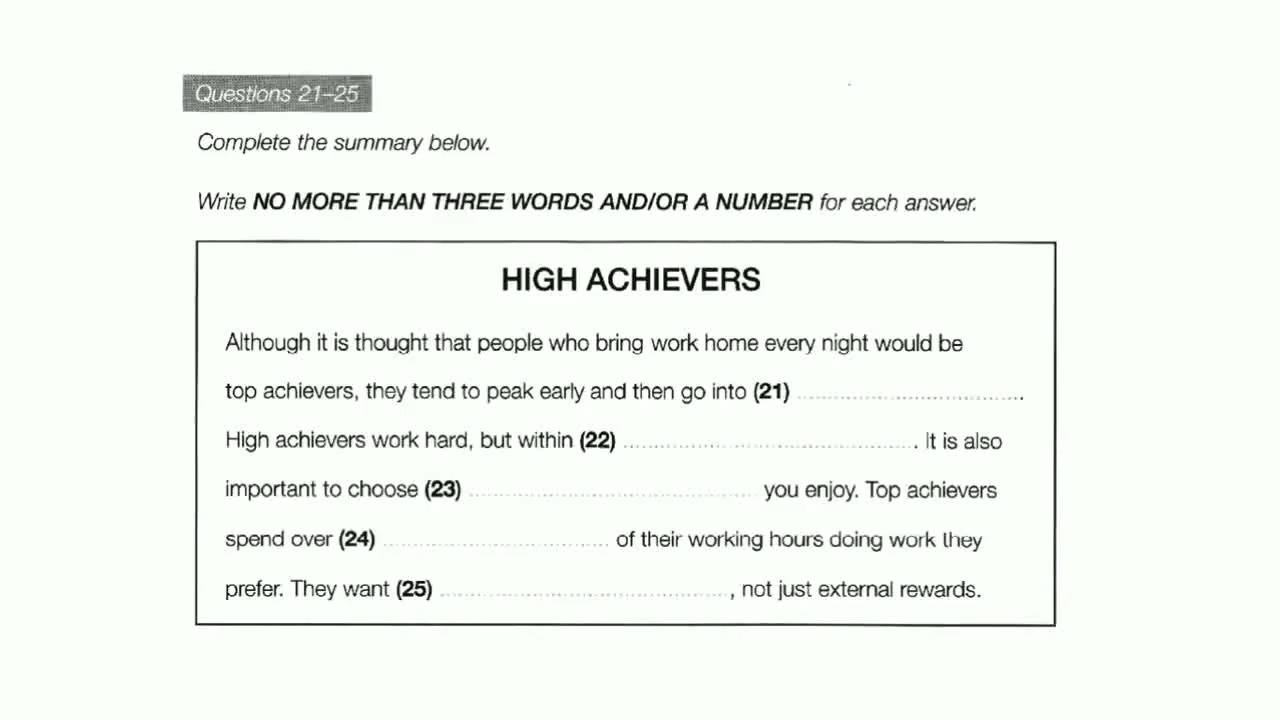 Questions 21–25
Complete the summary below.
Write NO MORE THAN THREE WORDS AND/OR A NUMBER for each answer.
HIGH ACHIEVERS
Although it is thought that people who bring work home every night would be
top achievers, they tend to peak early and then go into (21) ................................ .
High achievers work hard, but within (22) ................................ . It is also
important to choose (23) ................................ you enjoy. Top achievers
spend over (24) ................................ of their working hours doing work they
prefer. They want (25) ................................ , not just external rewards.